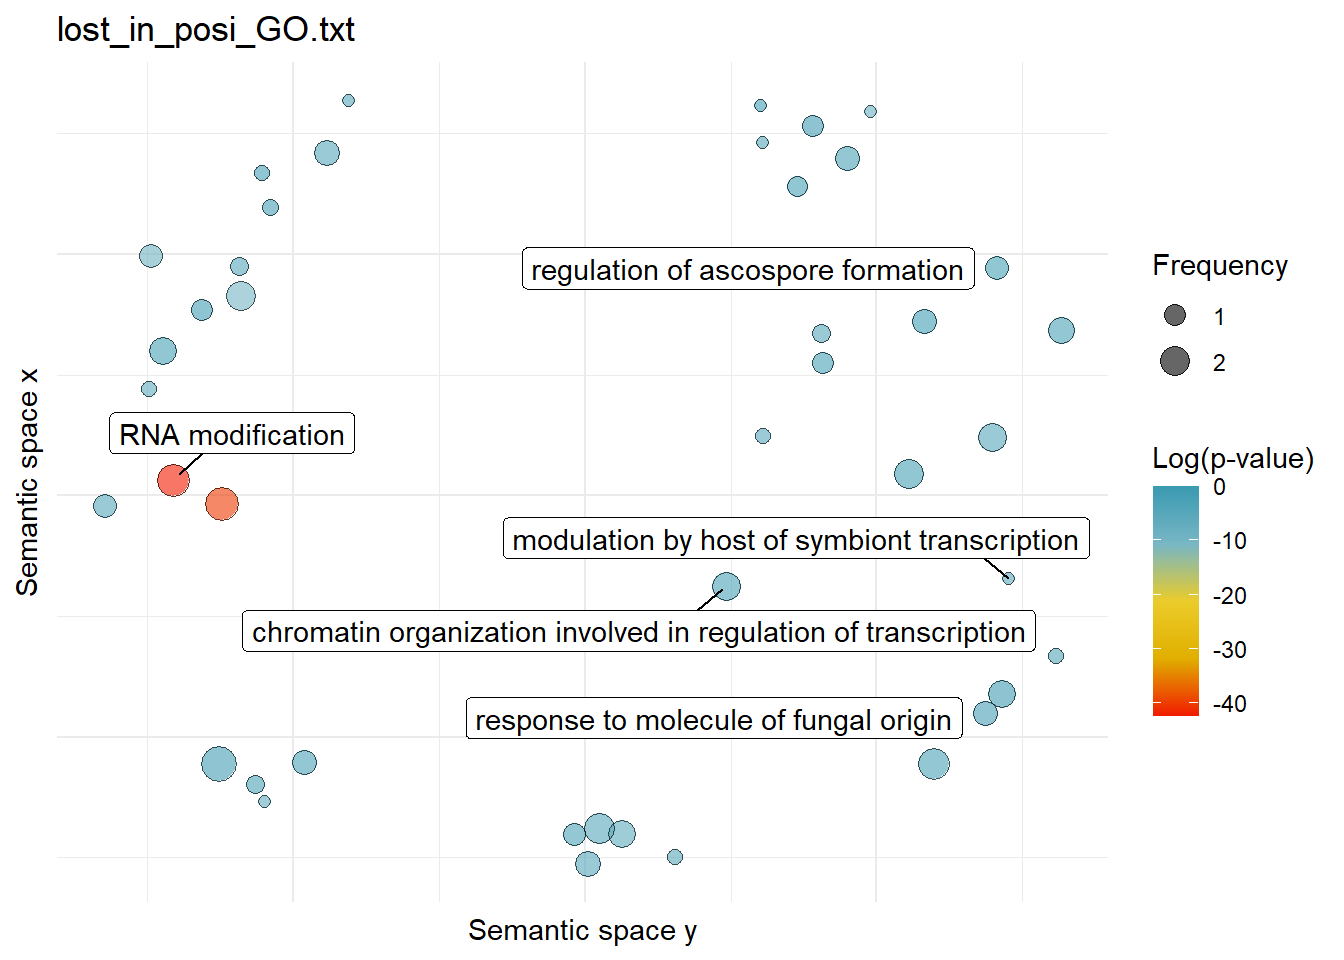 lost_in_posi_GO.txt
regulation of ascospore formation
RNA modification
modulation by host of symbiont transcription
chromatin organization involved in regulation of transcription
response to molecule of fungal origin
Semantic space x
Semantic space y
Frequency
1
2
Log(p-value)
0
-10
-20
-30
-40